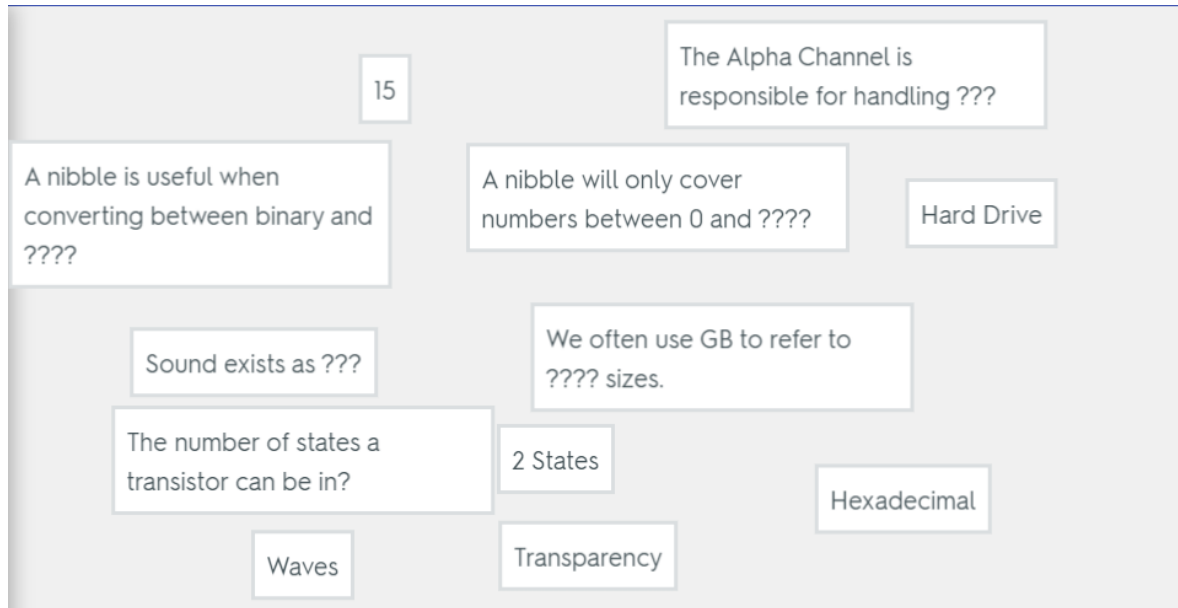 The Alpha Channel is
responsible for handling ???
15
A nibble is useful when
converting between binary and
????
A nibble will only cover
numbers between 0 and ????
Hard Drive
Sound exists as ???
We often use GB to refer to
???? sizes.
The number of states a
transistor can be in?
2 States
Hexadecimal
Waves
Transparency